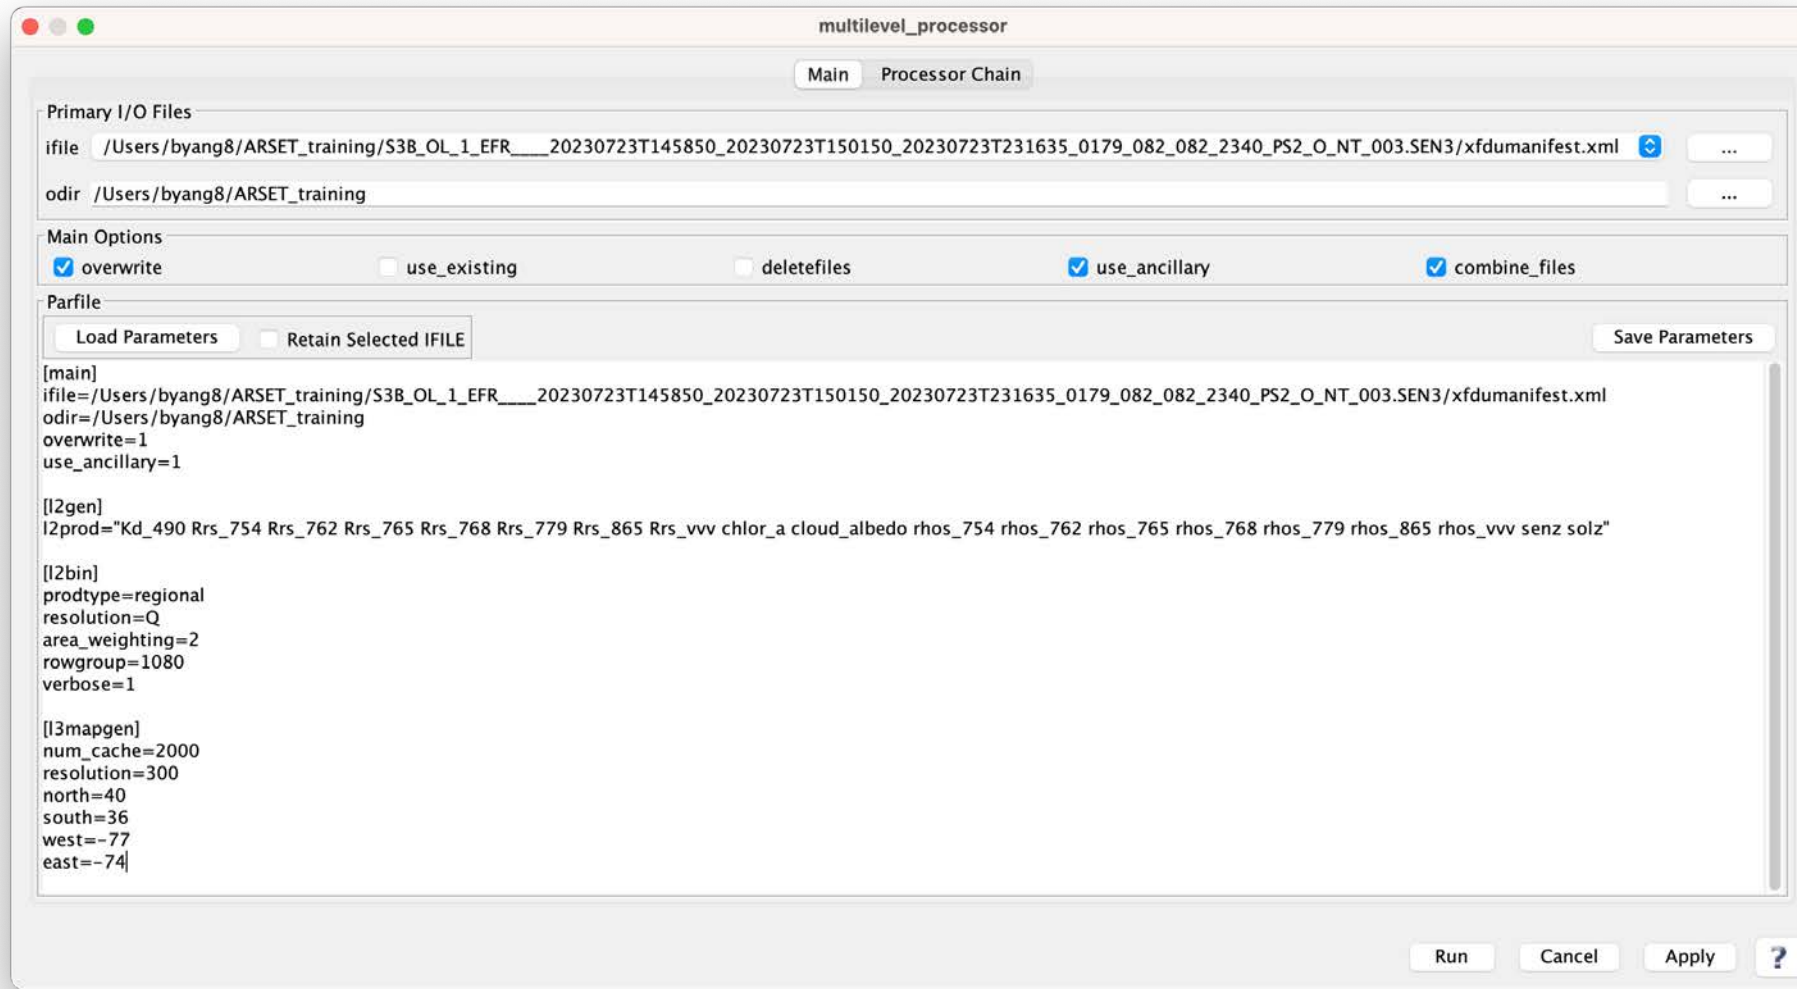 multilevel_processor
Main Processor Chain
Primary I/O Files
ifile /Users/byang8/ARSET_training/S3B_OL_1_EFR____20230723T145850_20230723T150150_20230723T231635_0179_082_082_2340_PS2_O_NT_003.SEN3/xfdumanifest.xml ...
odir /Users/byang8/ARSET_training ...
Main Options
overwrite use_existing deletefiles use_ancillary combine_files
Parfile
Load Parameters Retain Selected IFILE Save Parameters
[main]
ifile=/Users/byang8/ARSET_training/S3B_OL_1_EFR____20230723T145850_20230723T150150_20230723T231635_0179_082_082_2340_PS2_O_NT_003.SEN3/xfdumanifest.xml
odir=/Users/byang8/ARSET_training
overwrite=1
use_ancillary=1
[l2gen]
l2prod="Kd_490 Rrs_754 Rrs_762 Rrs_765 Rrs_768 Rrs_779 Rrs_865 Rrs_vvv chlor_a cloud_albedo rhos_754 rhos_762 rhos_765 rhos_768 rhos_779 rhos_865 rhos_vvv senz solz"
[l2bin]
prodtype=regional
resolution=Q
area_weighting=2
rowgroup=1080
verbose=1
[l3mapgen]
num_cache=2000
resolution=300
north=40
south=36
west=-77
east=-74
Run Cancel Apply ?